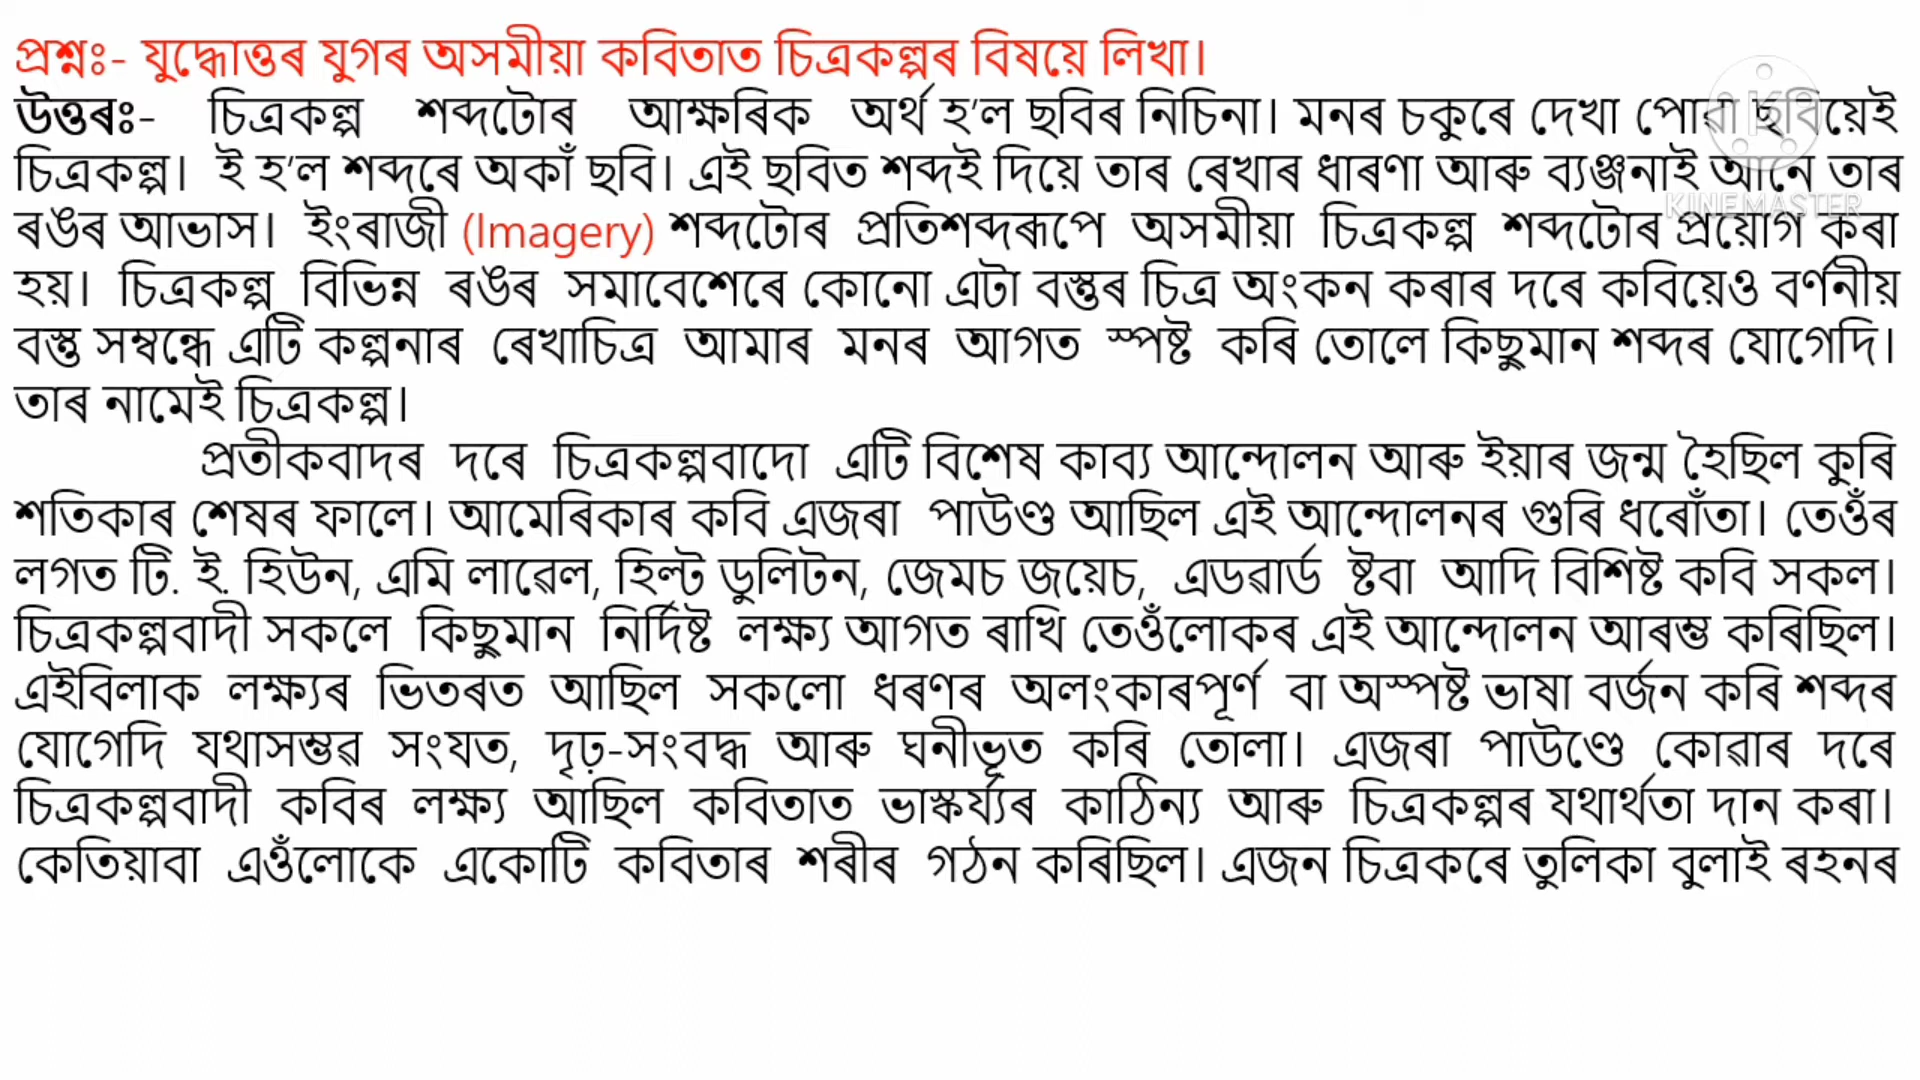 প্ৰশ্নঃ- যুদ্ধোত্তৰ যুগৰ অসমীয়া কবিতাত চিত্ৰকল্পৰ বিষয়ে লিখা।
উত্তৰঃ- চিত্ৰকল্প শব্দটোৰ আক্ষৰিক অৰ্থ হ’ল ছবিৰ নিচিনা। মনৰ চকুৰে দেখা পোৱা ছবিয়েই
চিত্ৰকল্প। ই হ’ল শব্দৰে অকাঁ ছবি। এই ছবিত শব্দই দিয়ে তাৰ ৰেখাৰ ধাৰণা আৰু ব্যঞ্জনাই আনে তাৰ
ৰঙৰ আভাস। ইংৰাজী (Imagery) শব্দটোৰ প্ৰতিশব্দৰূপে অসমীয়া চিত্ৰকল্প শব্দটোৰ প্ৰয়োগ কৰা
হয়। চিত্ৰকল্প বিভিন্ন ৰঙৰ সমাবেশেৰে কোনো এটা বস্তুৰ চিত্ৰ অংকন কৰাৰ দৰে কবিয়েও বৰ্ণনীয়
বস্তু সম্বন্ধে এটি কল্পনাৰ ৰেখাচিত্ৰ আমাৰ মনৰ আগত স্পষ্ট কৰি তোলে কিছুমান শব্দৰ যোগেদি।
তাৰ নামেই চিত্ৰকল্প।
প্ৰতীকবাদৰ দৰে চিত্ৰকল্পবাদো এটি বিশেষ কাব্য আন্দোলন আৰু ইয়াৰ জন্ম হৈছিল কুৰি
শতিকাৰ শেষৰ ফালে। আমেৰিকাৰ কবি এজৰা পাউণ্ড আছিল এই আন্দোলনৰ গুৰি ধৰোঁতা। তেওঁৰ
লগত টি. ই. হিউন, এমি লাৱেল, হিল্ট ডুলিটন, জেমচ জয়েচ, এডৱাৰ্ড ষ্টবা আদি বিশিষ্ট কবি সকল।
চিত্ৰকল্পবাদী সকলে কিছুমান নিৰ্দিষ্ট লক্ষ্য আগত ৰাখি তেওঁলোকৰ এই আন্দোলন আৰম্ভ কৰিছিল।
এইবিলাক লক্ষ্যৰ ভিতৰত আছিল সকলো ধৰণৰ অলংকাৰপূৰ্ণ বা অস্পষ্ট ভাষা বৰ্জন কৰি শব্দৰ
যোগেদি যথাসম্ভৱ সংযত, দৃঢ়-সংবদ্ধ আৰু ঘনীভূত কৰি তোলা। এজৰা পাউণ্ডে কোৱাৰ দৰে
চিত্ৰকল্পবাদী কবিৰ লক্ষ্য আছিল কবিতাত ভাস্কৰ্য্যৰ কাঠিন্য আৰু চিত্ৰকল্পৰ যথাৰ্থতা দান কৰা।
কেতিয়াবা এওঁলোকে একোটি কবিতাৰ শৰীৰ গঠন কৰিছিল। এজন চিত্ৰকৰে তুলিকা বুলাই ৰহনৰ
KINEMASTER